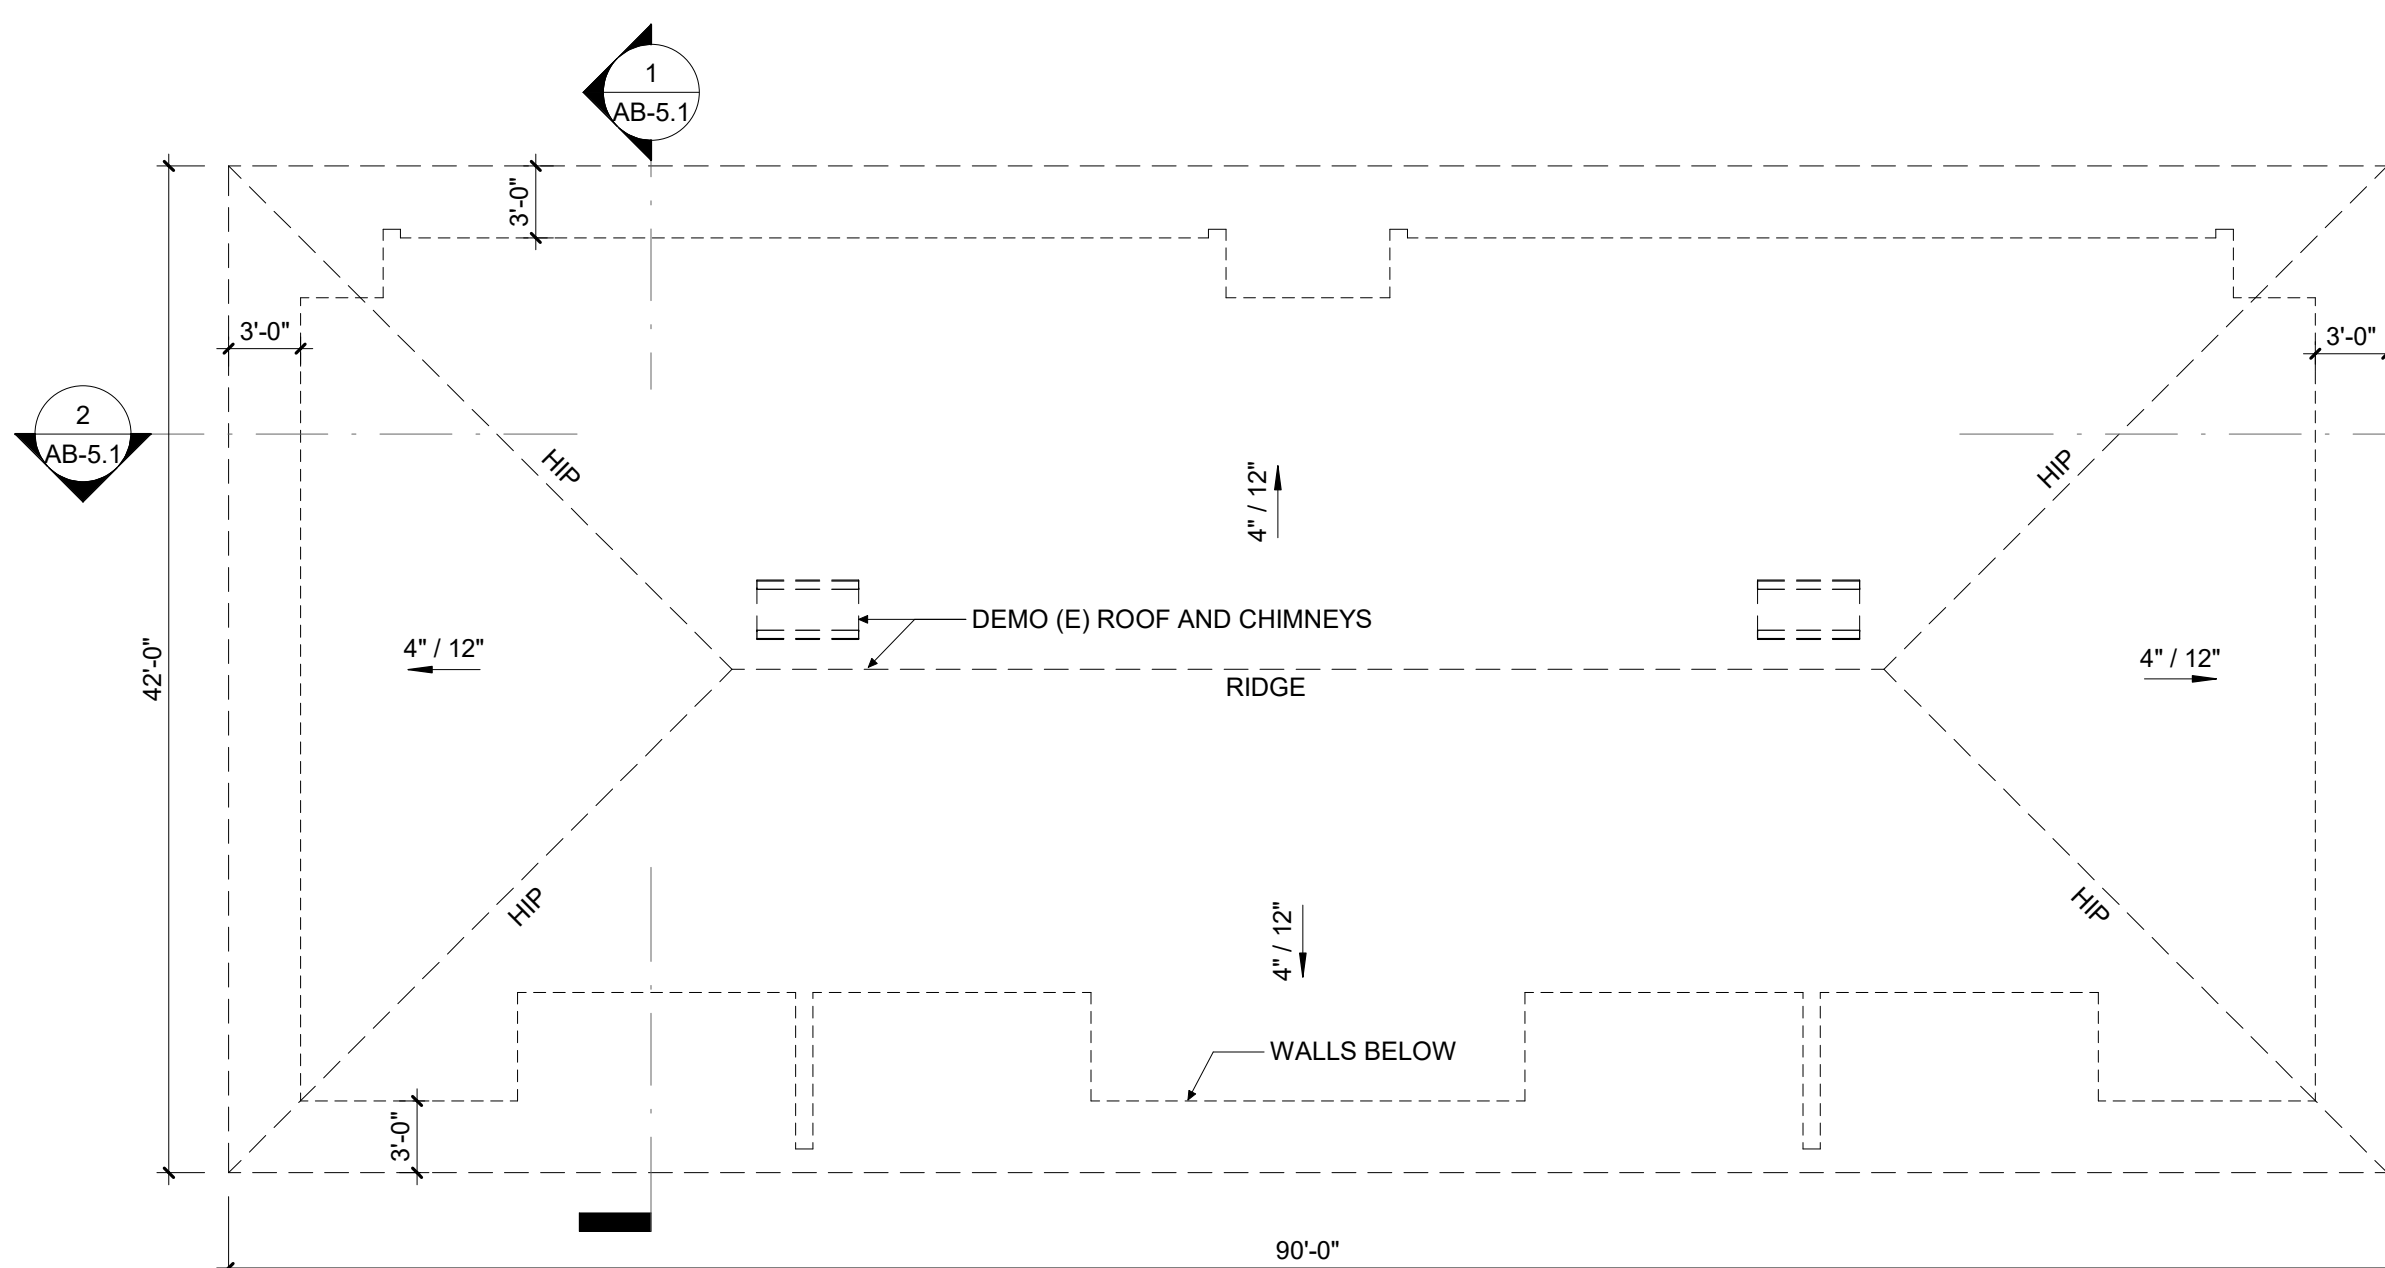 1
AB-5.1
3'-0"
3'-0"
3'-0"
2
AB-5.1
HIP
HIP
4" / 12"
DEMO (E) ROOF AND CHIMNEYS
4" / 12"
4" / 12"
42'-0"
RIDGE
HIP
HIP
4" / 12"
WALLS BELOW
3'-0"
90'-0"